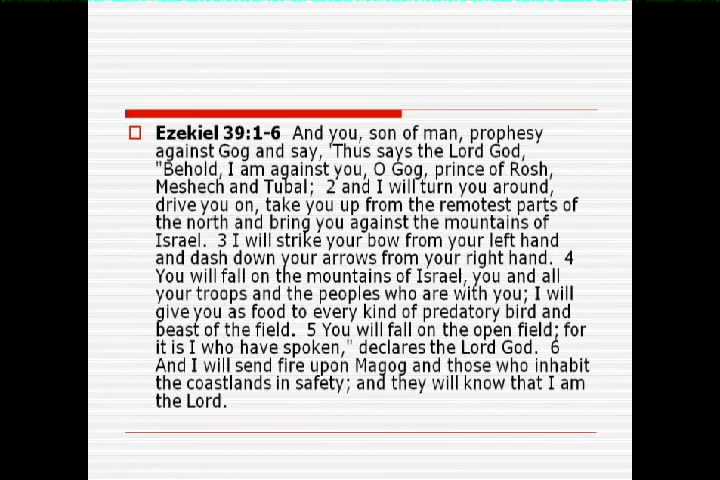 Ezekiel 39:1-6 And you, son of man, prophesy
against Gog and say, 'Thus says the Lord God,
"Behold, I am against you, O Gog, prince of Rosh,
Meshech and Tubal; 2 and I will turn you around,
drive you on, take you up from the remotest parts of
the north and bring you against the mountains of
Israel. 3 I will strike your bow from your left hand
and dash down your arrows from your right hand. 4
You will fall on the mountains of Israel, you and all
your troops and the peoples who are with you; I will
give you as food to every kind of predatory bird and
beast of the field. 5 You will fall on the open field; for
it is I who have spoken," declares the Lord God. 6
And I will send fire upon Magog and those who inhabit
the coastlands in safety; and they will know that I am
the Lord.